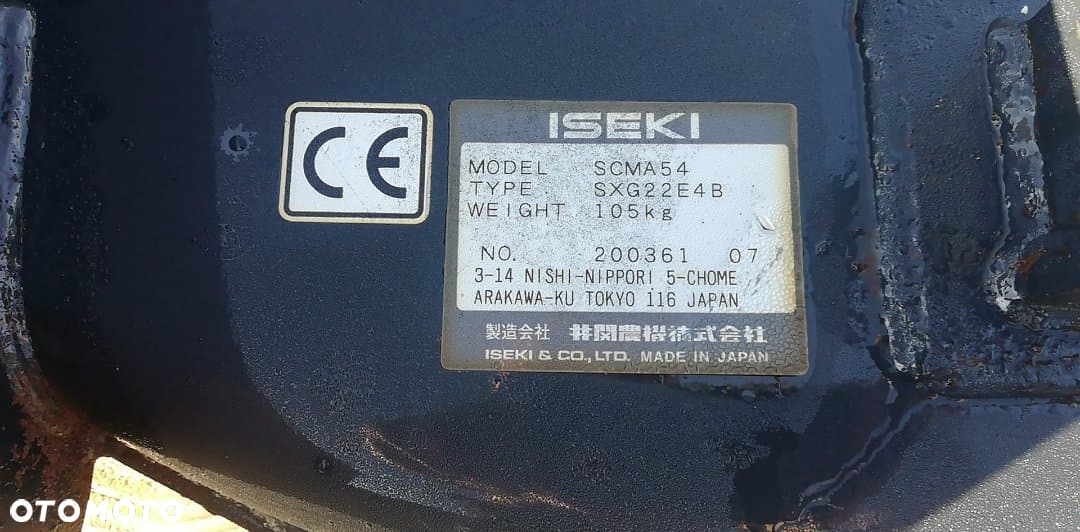 CE
ISEKI
MODEL SCMA54
TYPE SXG22E4B
WEIGHT 105kg
NO. 200361 07
3-14 NISHI-NIPPORI 5-CHOME
ARAKAWA-KU TOKYO 116 JAPAN
製造会社 井関農機株式会社
ISEKI & CO., LTD. MADE IN JAPAN
OTOMOTO